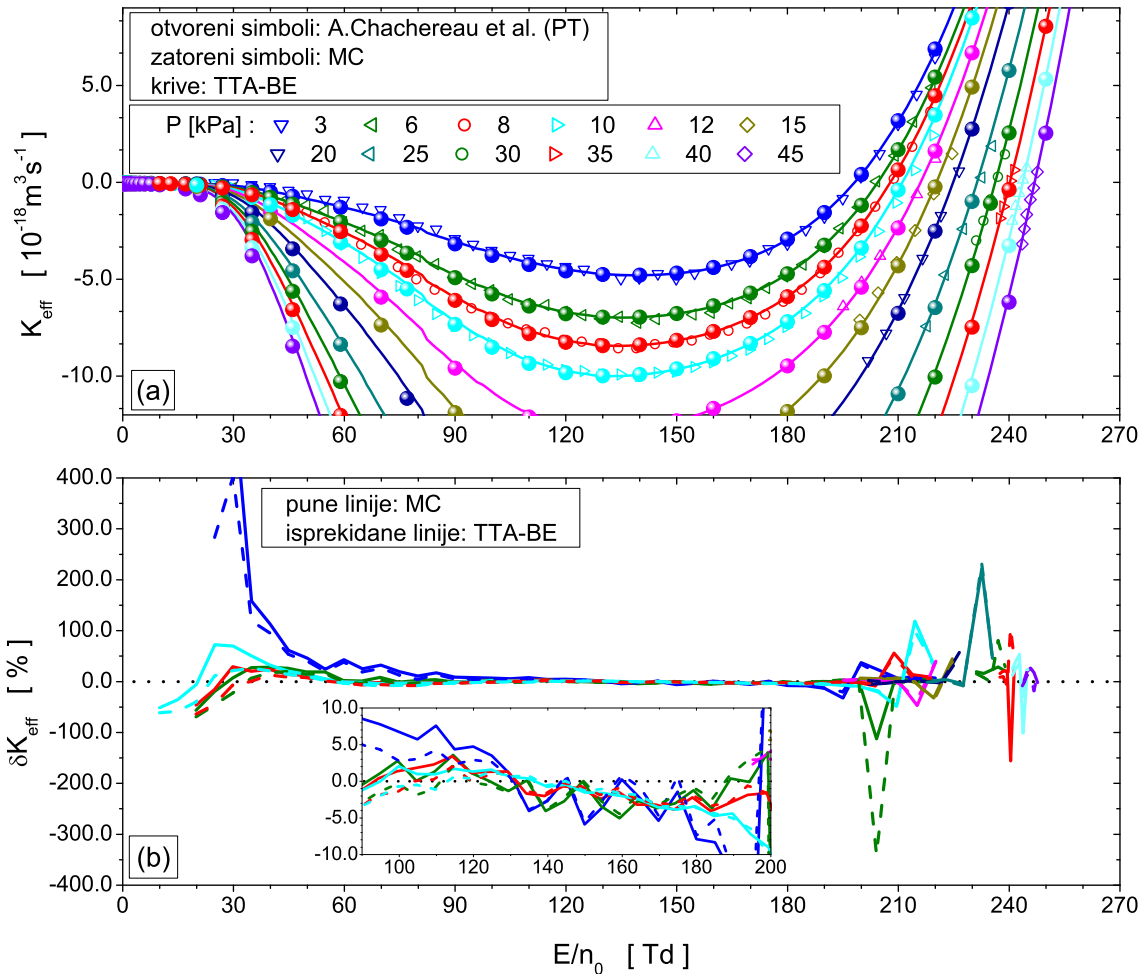 otvoreni simboli: A.Chachereau et al. (PT)
zatoreni simboli: MC
krive: TTA-BE
P [kPa] : 3 6 8 10 12 15
20 25 30 35 40 45
5.0
0.0
-5.0
-10.0
K_eff [ 10^-18 m^3 s^-1 ]
(a)
0 30 60 90 120 150 180 210 240 270
pune linije: MC
isprekidane linije: TTA-BE
400.0
300.0
200.0
100.0
0.0
-100.0
-200.0
-300.0
-400.0
δK_eff [ % ]
10.0
5.0
0.0
-5.0
-10.0
100 120 140 160 180 200
(b)
0 30 60 90 120 150 180 210 240 270
E/n_0 [ Td ]